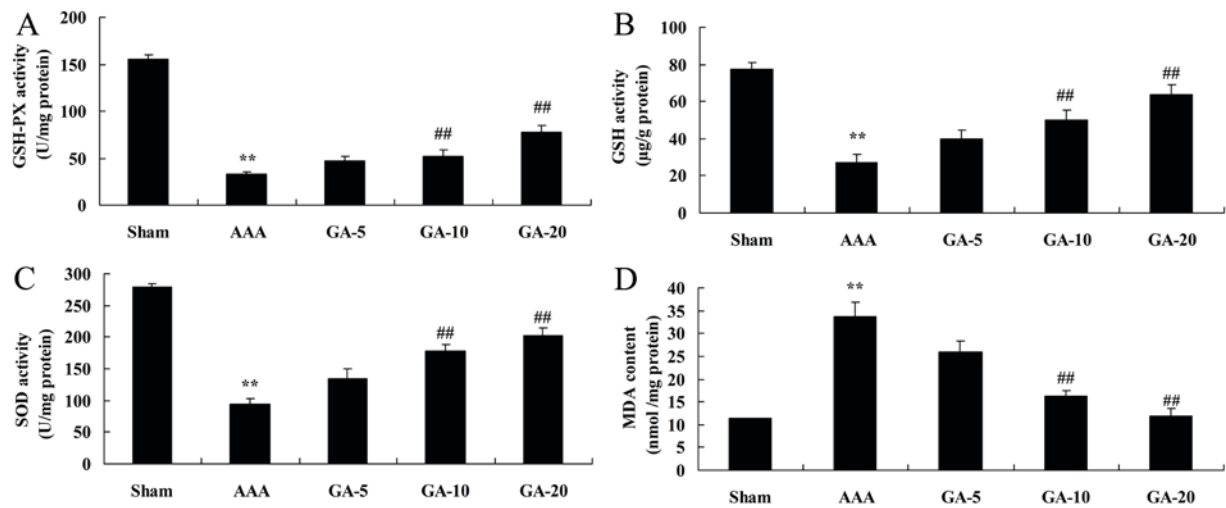 A
GSH-PX activity
(U/mg protein)
200
150
100
50
0
**
##
##
Sham AAA GA-5 GA-10 GA-20
B
GSH activity
(µg/g protein)
100
80
60
40
20
0
**
##
##
Sham AAA GA-5 GA-10 GA-20
C
SOD activity
(U/mg protein)
300
250
200
150
100
50
0
**
##
##
Sham AAA GA-5 GA-10 GA-20
D
MDA content
(nmol /mg protein)
40
35
30
25
20
15
10
5
0
**
##
##
Sham AAA GA-5 GA-10 GA-20